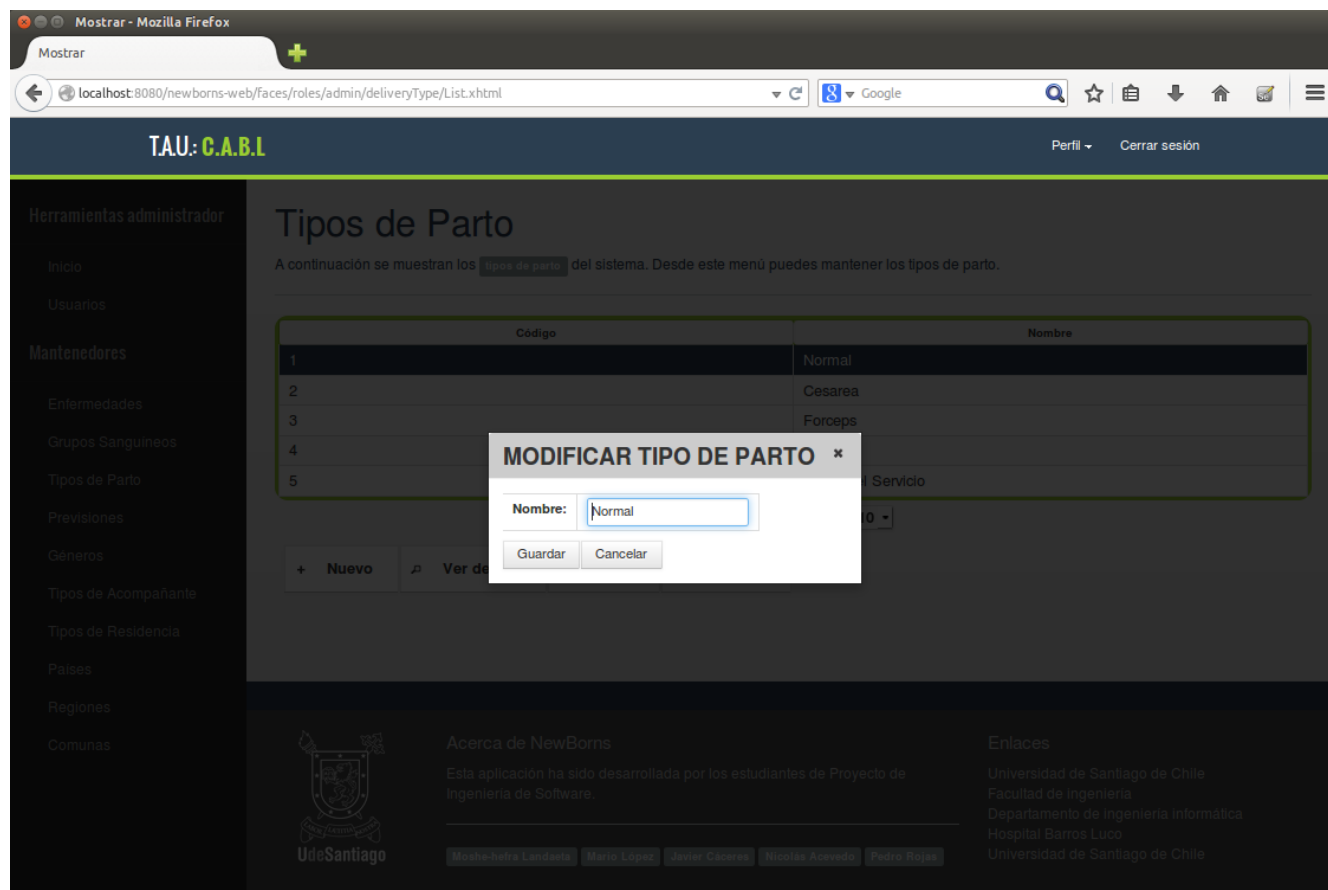 Mostrar - Mozilla Firefox
Mostrar
localhost:8080/newborns-web/faces/roles/admin/deliveryType/List.xhtml
Google
T.A.U.: C.A.B.L
Perfil
Cerrar sesión
Herramientas administrador
Inicio
Usuarios
Mantenedores
Enfermedades
Grupos Sanguíneos
Tipos de Parto
Previsiones
Géneros
Tipos de Acompañante
Tipos de Residencia
Países
Regiones
Comunas
Tipos de Parto
A continuación se muestran los tipos de parto del sistema. Desde este menú puedes mantener los tipos de parto.
Código Nombre
1 Normal
2 Cesarea
3 Forceps
4
5 l Servicio
MODIFICAR TIPO DE PARTO
Nombre: Normal
Guardar Cancelar
10
+ Nuevo Ver de
UdeSantiago
Acerca de NewBorns
Esta aplicación ha sido desarrollada por los estudiantes de Proyecto de
Ingeniería de Software.
Landaeta Mario López Javier Cáceros Nicolás Acevedo Pedro Rojas
Enlaces
Universidad de Santiago de Chile
Facultad de ingeniería
Departamento de ingeniería informática
Hospital Barros Luco
Universidad de Santiago de Chile